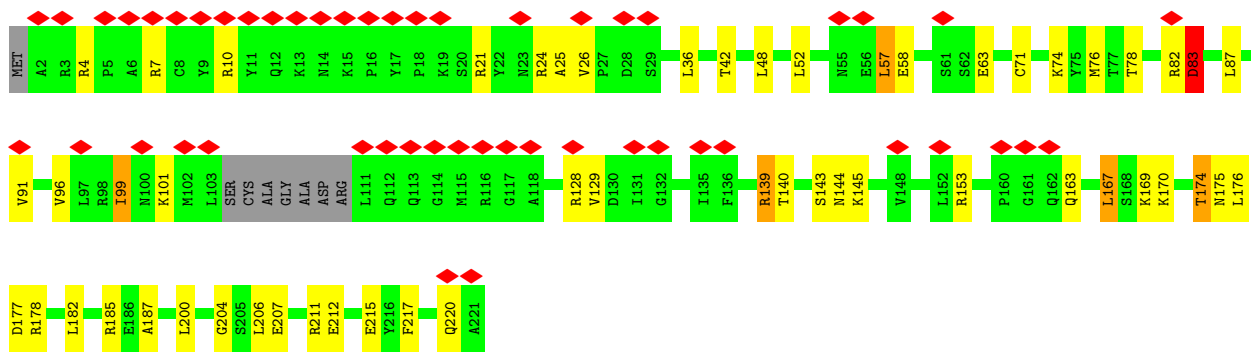 MET A2 R3 R4 P5 A6 R7 C8 Y9 R10 Y11 Q12 K13 N14 K15 P16 Y17 P18 K19 S20 R21 Y22 N23 R24 A25 V26 P27 D28 S29 L36 T42 L48 L52 N55 E56 L57 E58 S61 S62 E63 C71 K74 Y75 M76 T77 T78 R82 D83 L87
V91 V96 L97 R98 I99 N100 K101 M102 L103 SER CYS ALA GLY ALA ASP ARG L111 Q112 Q113 G114 M115 R116 G117 A118 R128 V129 D130 I131 G132 I135 F136 R139 T140 S143 N144 K145 V148 L152 R153 P160 G161 Q162 Q163 L167 S168 K169 K170 T174 N175 L176
D177 R178 L182 R185 E186 A187 L200 G204 S205 L206 E207 R211 E212 E215 Y216 F217 Q220 A221